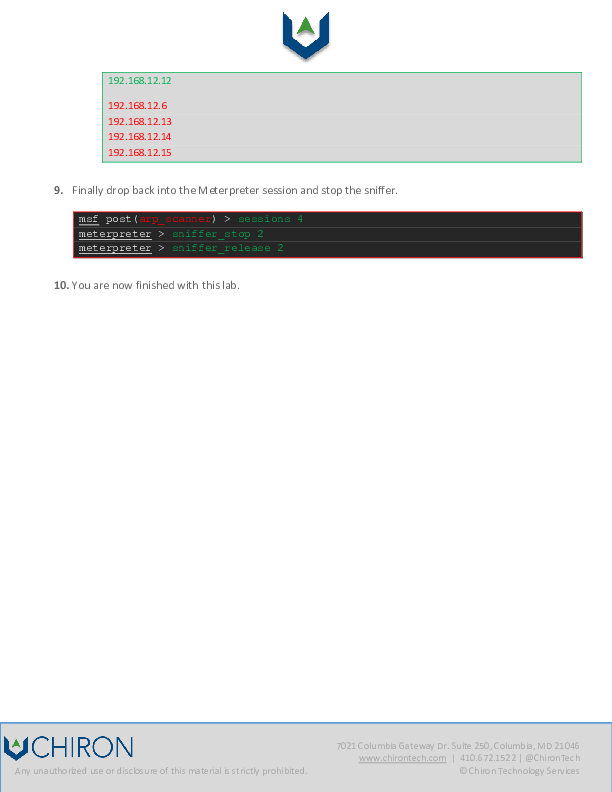 192.168.12.12
192.168.12.6
192.168.12.13
192.168.12.14
192.168.12.15
9. Finally drop back into the Meterpreter session and stop the sniffer.
msf post(arp_scanner) > sessions 4
meterpreter > sniffer_stop 2
meterpreter > sniffer_release 2
10. You are now finished with this lab.
CHIRON
7021 Columbia Gateway Dr. Suite 250, Columbia, MD 21046
www.chirontech.com | 410.672.1522 | @ChironTech
Any unauthorized use or disclosure of this material is strictly prohibited.
© Chiron Technology Services